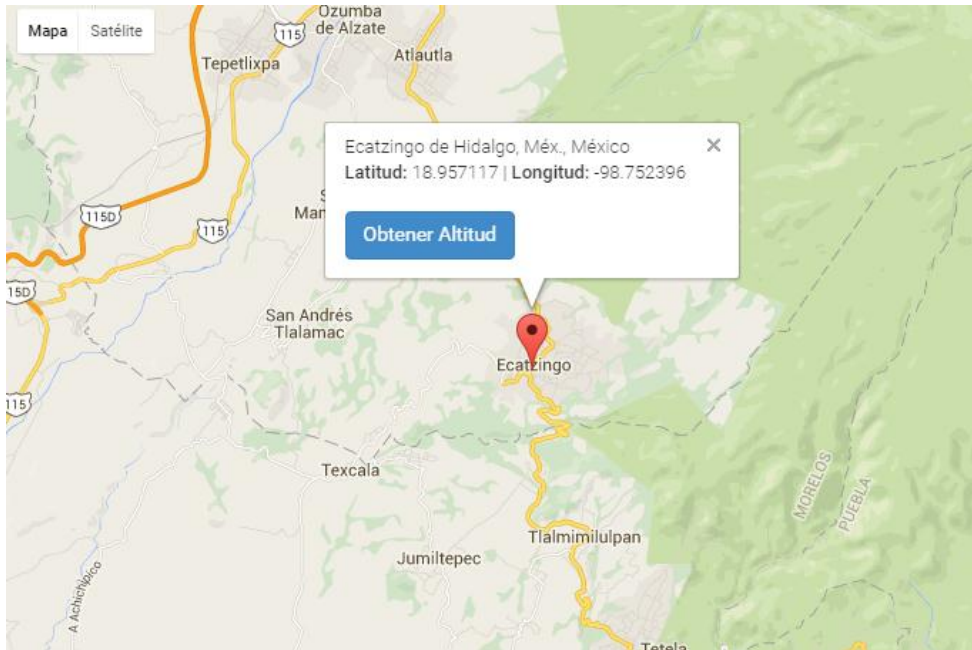 Mapa Satélite
Ozumba
de Alzate
115
Atlautla
Tepetlixpa
Ecatzingo de Hidalgo, Méx., México ×
Latitud: 18.957117 | Longitud: -98.752396
Obtener Altitud
S
Man
115D
115
15D
San Andrés
Tlalamac
Ecatzingo
115
Texcala
MORELOS
PUEBLA
Tlalmimilulpan
Jumiltepec
A Achichipico
Tetela